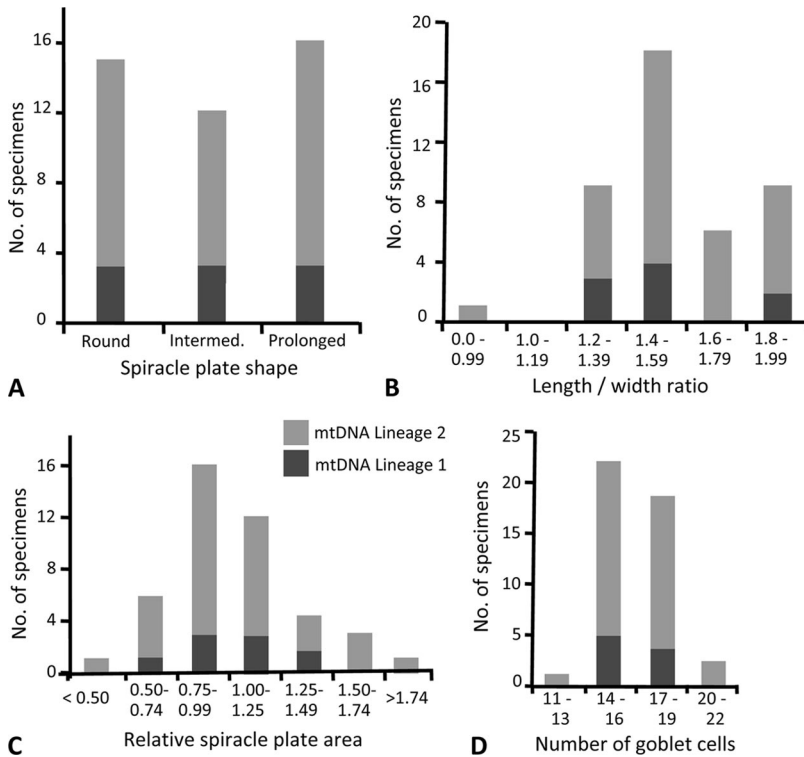 16
12
8
4
0
No. of specimens
Round Intermed. Prolonged
Spiracle plate shape
A
20
16
12
8
4
0
No. of specimens
0.0 - 1.0 - 1.2 - 1.4 - 1.6 - 1.8 -
0.99 1.19 1.39 1.59 1.79 1.99
Length / width ratio
B
mtDNA Lineage 2
mtDNA Lineage 1
16
12
8
4
0
No. of specimens
< 0.50 0.50- 0.75- 1.00- 1.25- 1.50- >1.74
0.74 0.99 1.25 1.49 1.74
Relative spiracle plate area
C
25
20
15
10
5
0
No. of specimens
11 - 14 - 17 - 20 -
13 16 19 22
Number of goblet cells
D